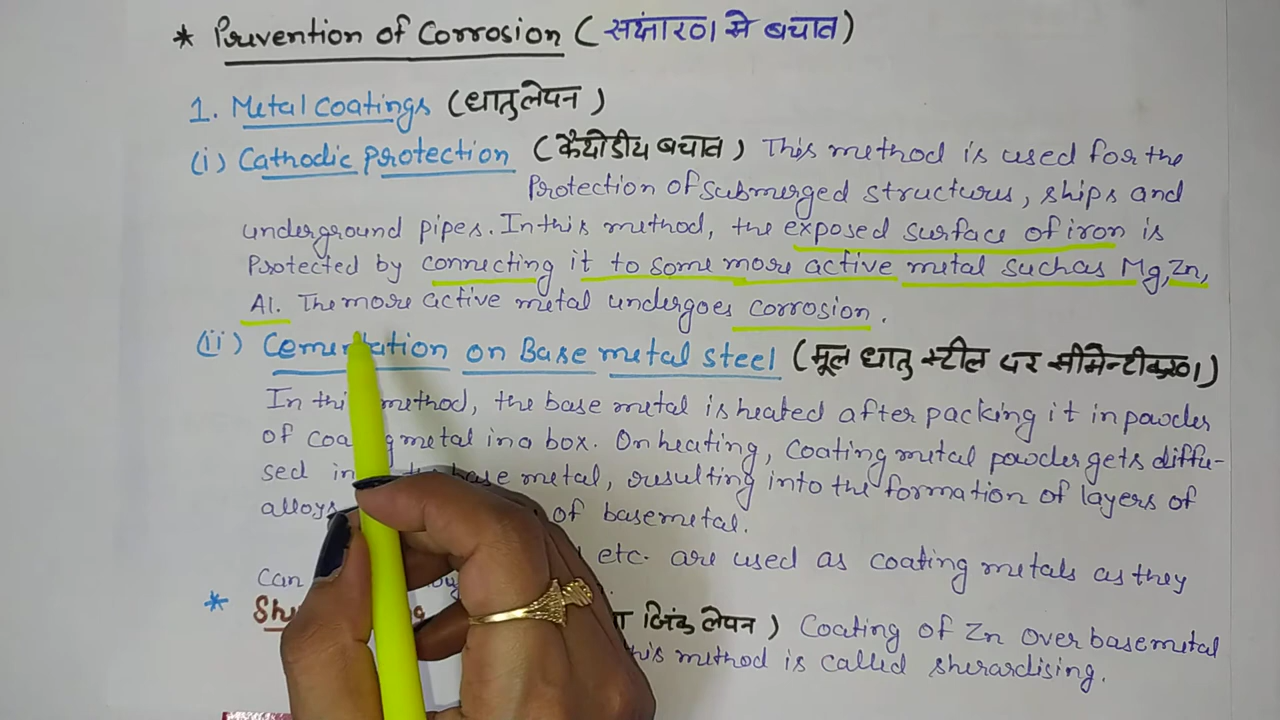 * Prevention of Corrosion (संक्षारण से बचाव)
1. Metal coatings (धातु लेपन)
(i) Cathodic protection (कैथोडीय बचाव) This method is used for the
Protection of submerged structures, ships and
underground pipes. In this method, the exposed surface of iron is
Protected by connecting it to some more active metal such as Mg, Zn,
Al. The more active metal undergoes corrosion.
(ii) Cementation on Base metal steel (मूल धातु स्टील पर सीमेन्टीकरण)
In this method, the base metal is heated after packing it in powder
of coating metal in a box. On heating, coating metal powder gets diffu-
sed in base metal, resulting into the formation of layers of
alloys of basemetal.
etc. are used as coating metals as they
can
* जिंक लेपन) Coating of Zn over basemetal
this method is called sherardising.